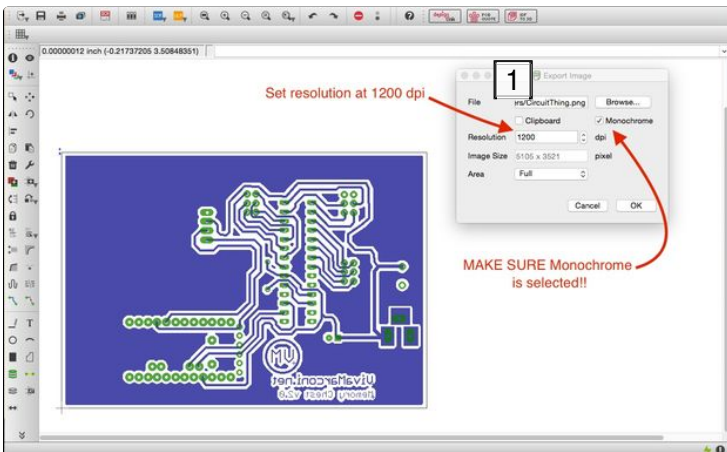 0.00000012 inch (-0.21737205 3.50848351)
1
Export Image
File
rs/CircuitThing.png
Browse...
Clipboard
Monochrome
Resolution
1200
dpi
Image Size
5105 x 3521
pixel
Area
Full
Cancel
OK
Set resolution at 1200 dpi
MAKE SURE Monochrome
is selected!!
VM
VivaMarconi.net
Memory Chest v2.0